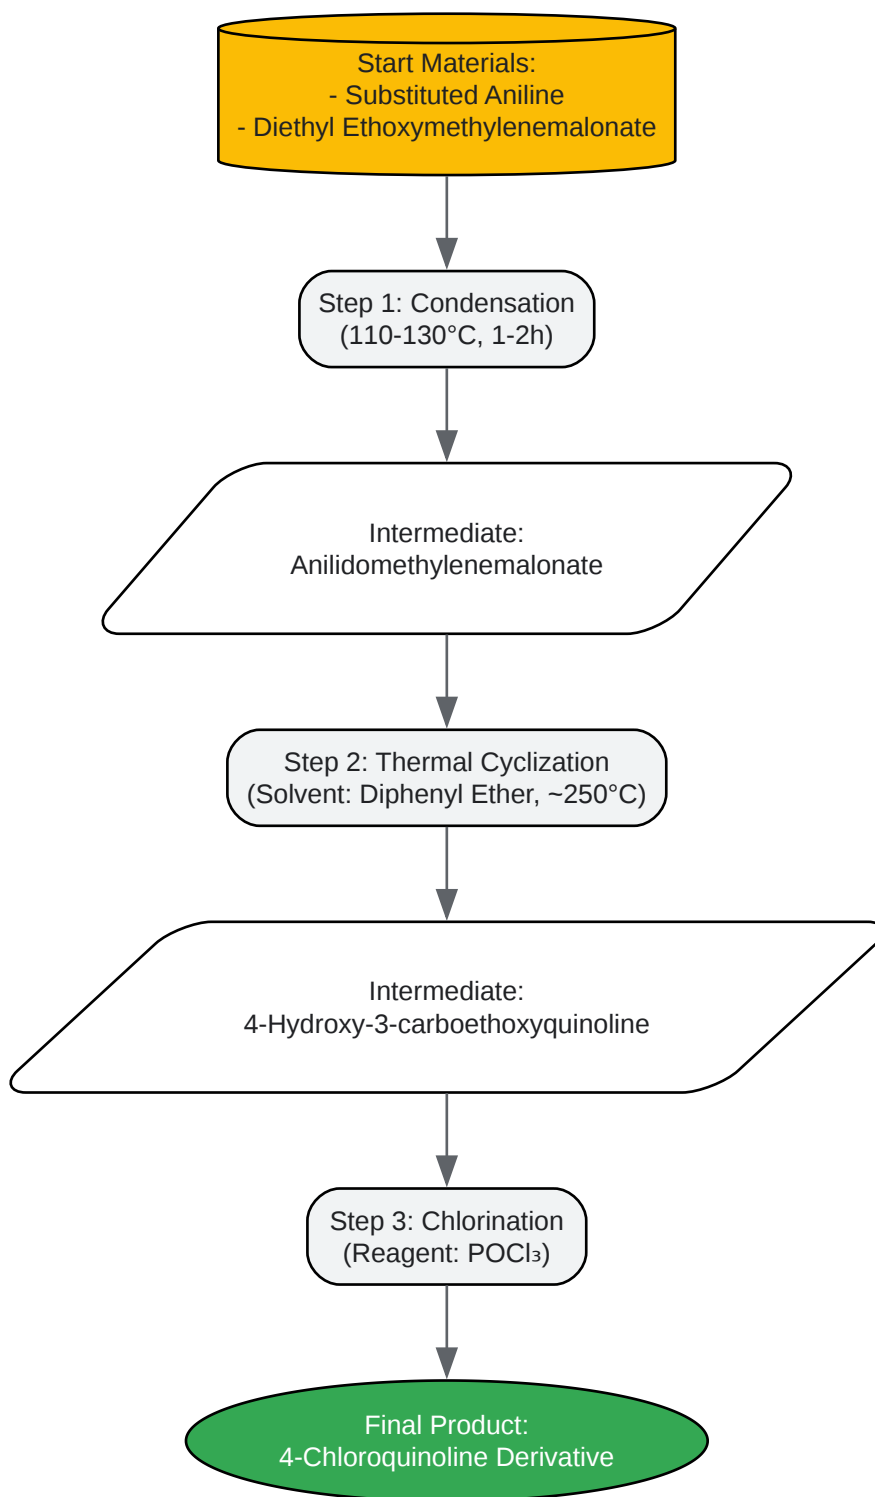 Start Materials:
- Substituted Aniline
- Diethyl Ethoxymethylenemalonate
Step 1: Condensation
(110-130°C, 1-2h)
Intermediate:
Anilidomethylenemalonate
Step 2: Thermal Cyclization
(Solvent: Diphenyl Ether, ~250°C)
Intermediate:
4-Hydroxy-3-carboethoxyquinoline
Step 3: Chlorination
(Reagent: POCl₃)
Final Product:
4-Chloroquinoline Derivative